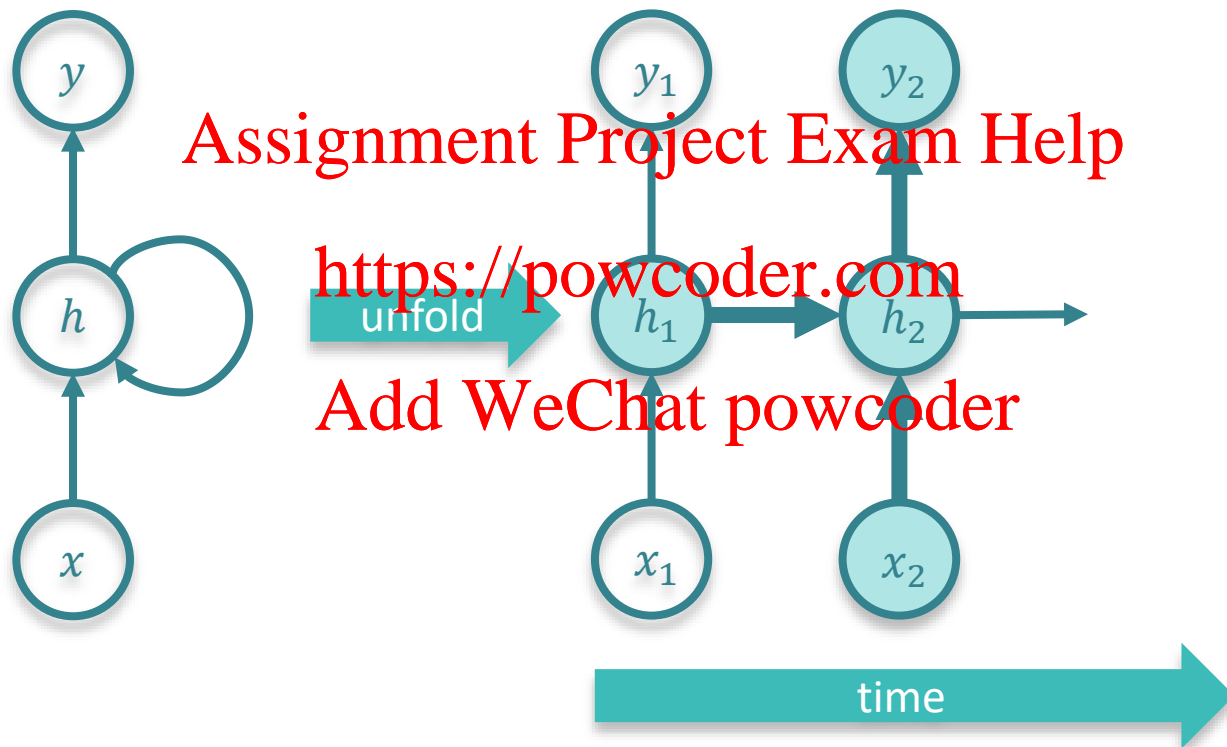 y
y₁ y₂
Assignment Project Exam Help
https://powcoder.com
h
unfold
h₁ h₂
Add WeChat powcoder
x
x₁ x₂
time